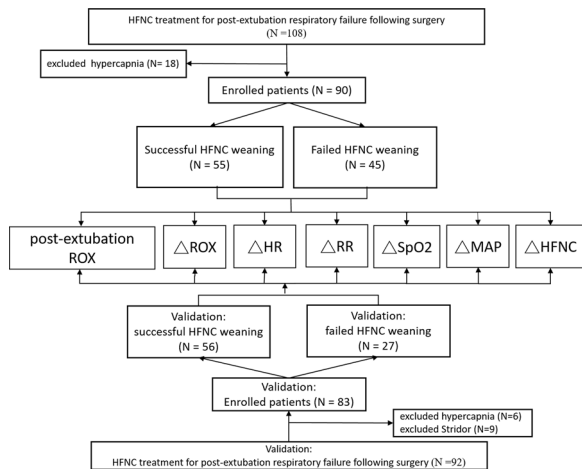 HFNC treatment for post-extubation respiratory failure following surgery
(N =108)
excluded hypercapnia (N= 18)
Enrolled patients (N = 90)
Successful HFNC weaning
(N = 55)
Failed HFNC weaning
(N = 45)
post-extubation
ROX
△ROX
△HR
△RR
△SpO2
△MAP
△HFNC
Validation:
successful HFNC weaning
(N = 56)
Validation:
failed HFNC weaning
(N = 27)
Validation:
Enrolled patients (N = 83)
excluded hypercapnia (N=6)
excluded Stridor (N=9)
Validation:
HFNC treatment for post-extubation respiratory failure following surgery (N =92)